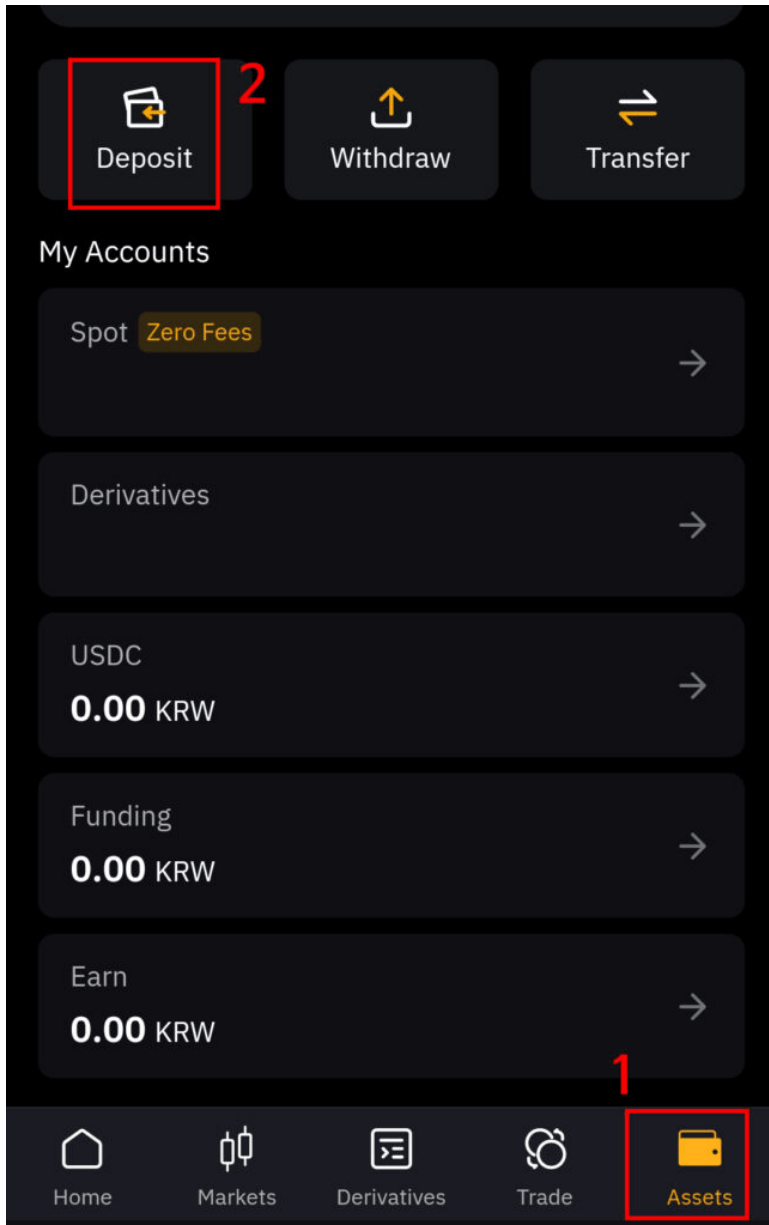 2
Deposit
Withdraw
Transfer
My Accounts
Spot Zero Fees
Derivatives
USDC
0.00 KRW
Funding
0.00 KRW
Earn
0.00 KRW
1
Home
Markets
Derivatives
Trade
Assets